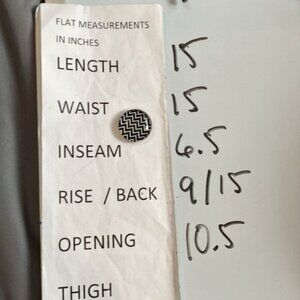 FLAT MEASUREMENTS
IN INCHES
LENGTH 15
WAIST 15
INSEAM 6.5
RISE / BACK 9/15
OPENING 10.5
THIGH